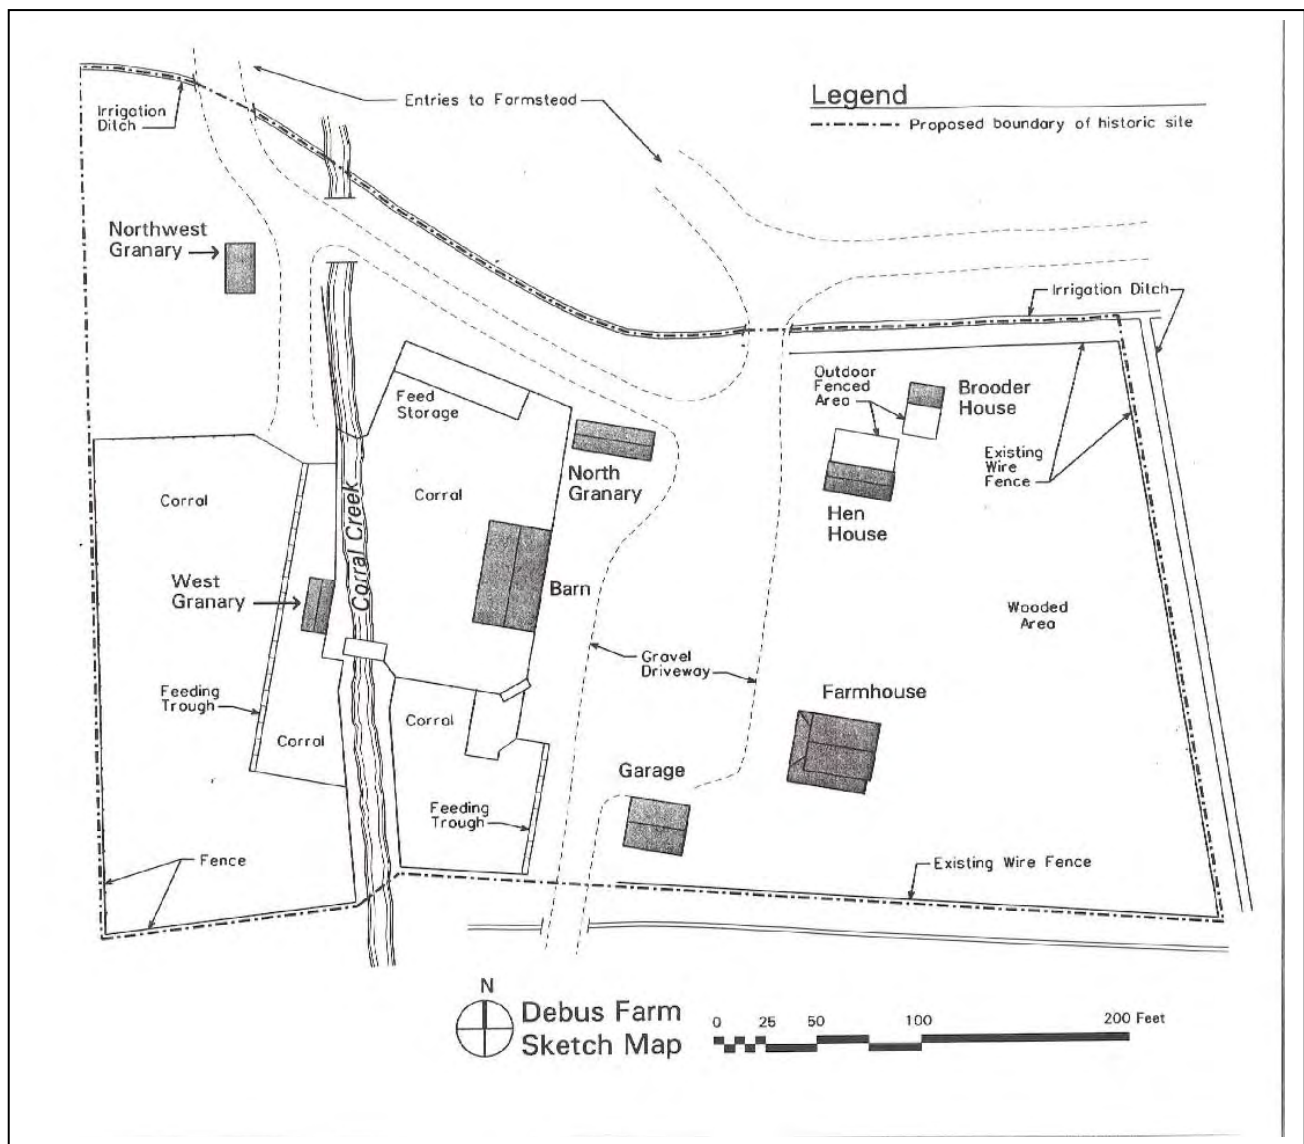 Entries to Farmstead
Legend
Proposed boundary of historic site
Irrigation
Ditch
Northwest
Granary
Irrigation Ditch
Outdoor
Fenced
Area
Brooder
House
Feed
Storage
Existing
Wire
Fence
North
Granary
Corral
Corral
Hen
House
Corral Creek
West
Granary
Barn
Wooded
Area
Gravel
Driveway
Feeding
Trough
Farmhouse
Corral
Corral
Garage
Feeding
Trough
Fence
Existing Wire Fence
N
Debus Farm
Sketch Map
0 25 50 100 200 Feet